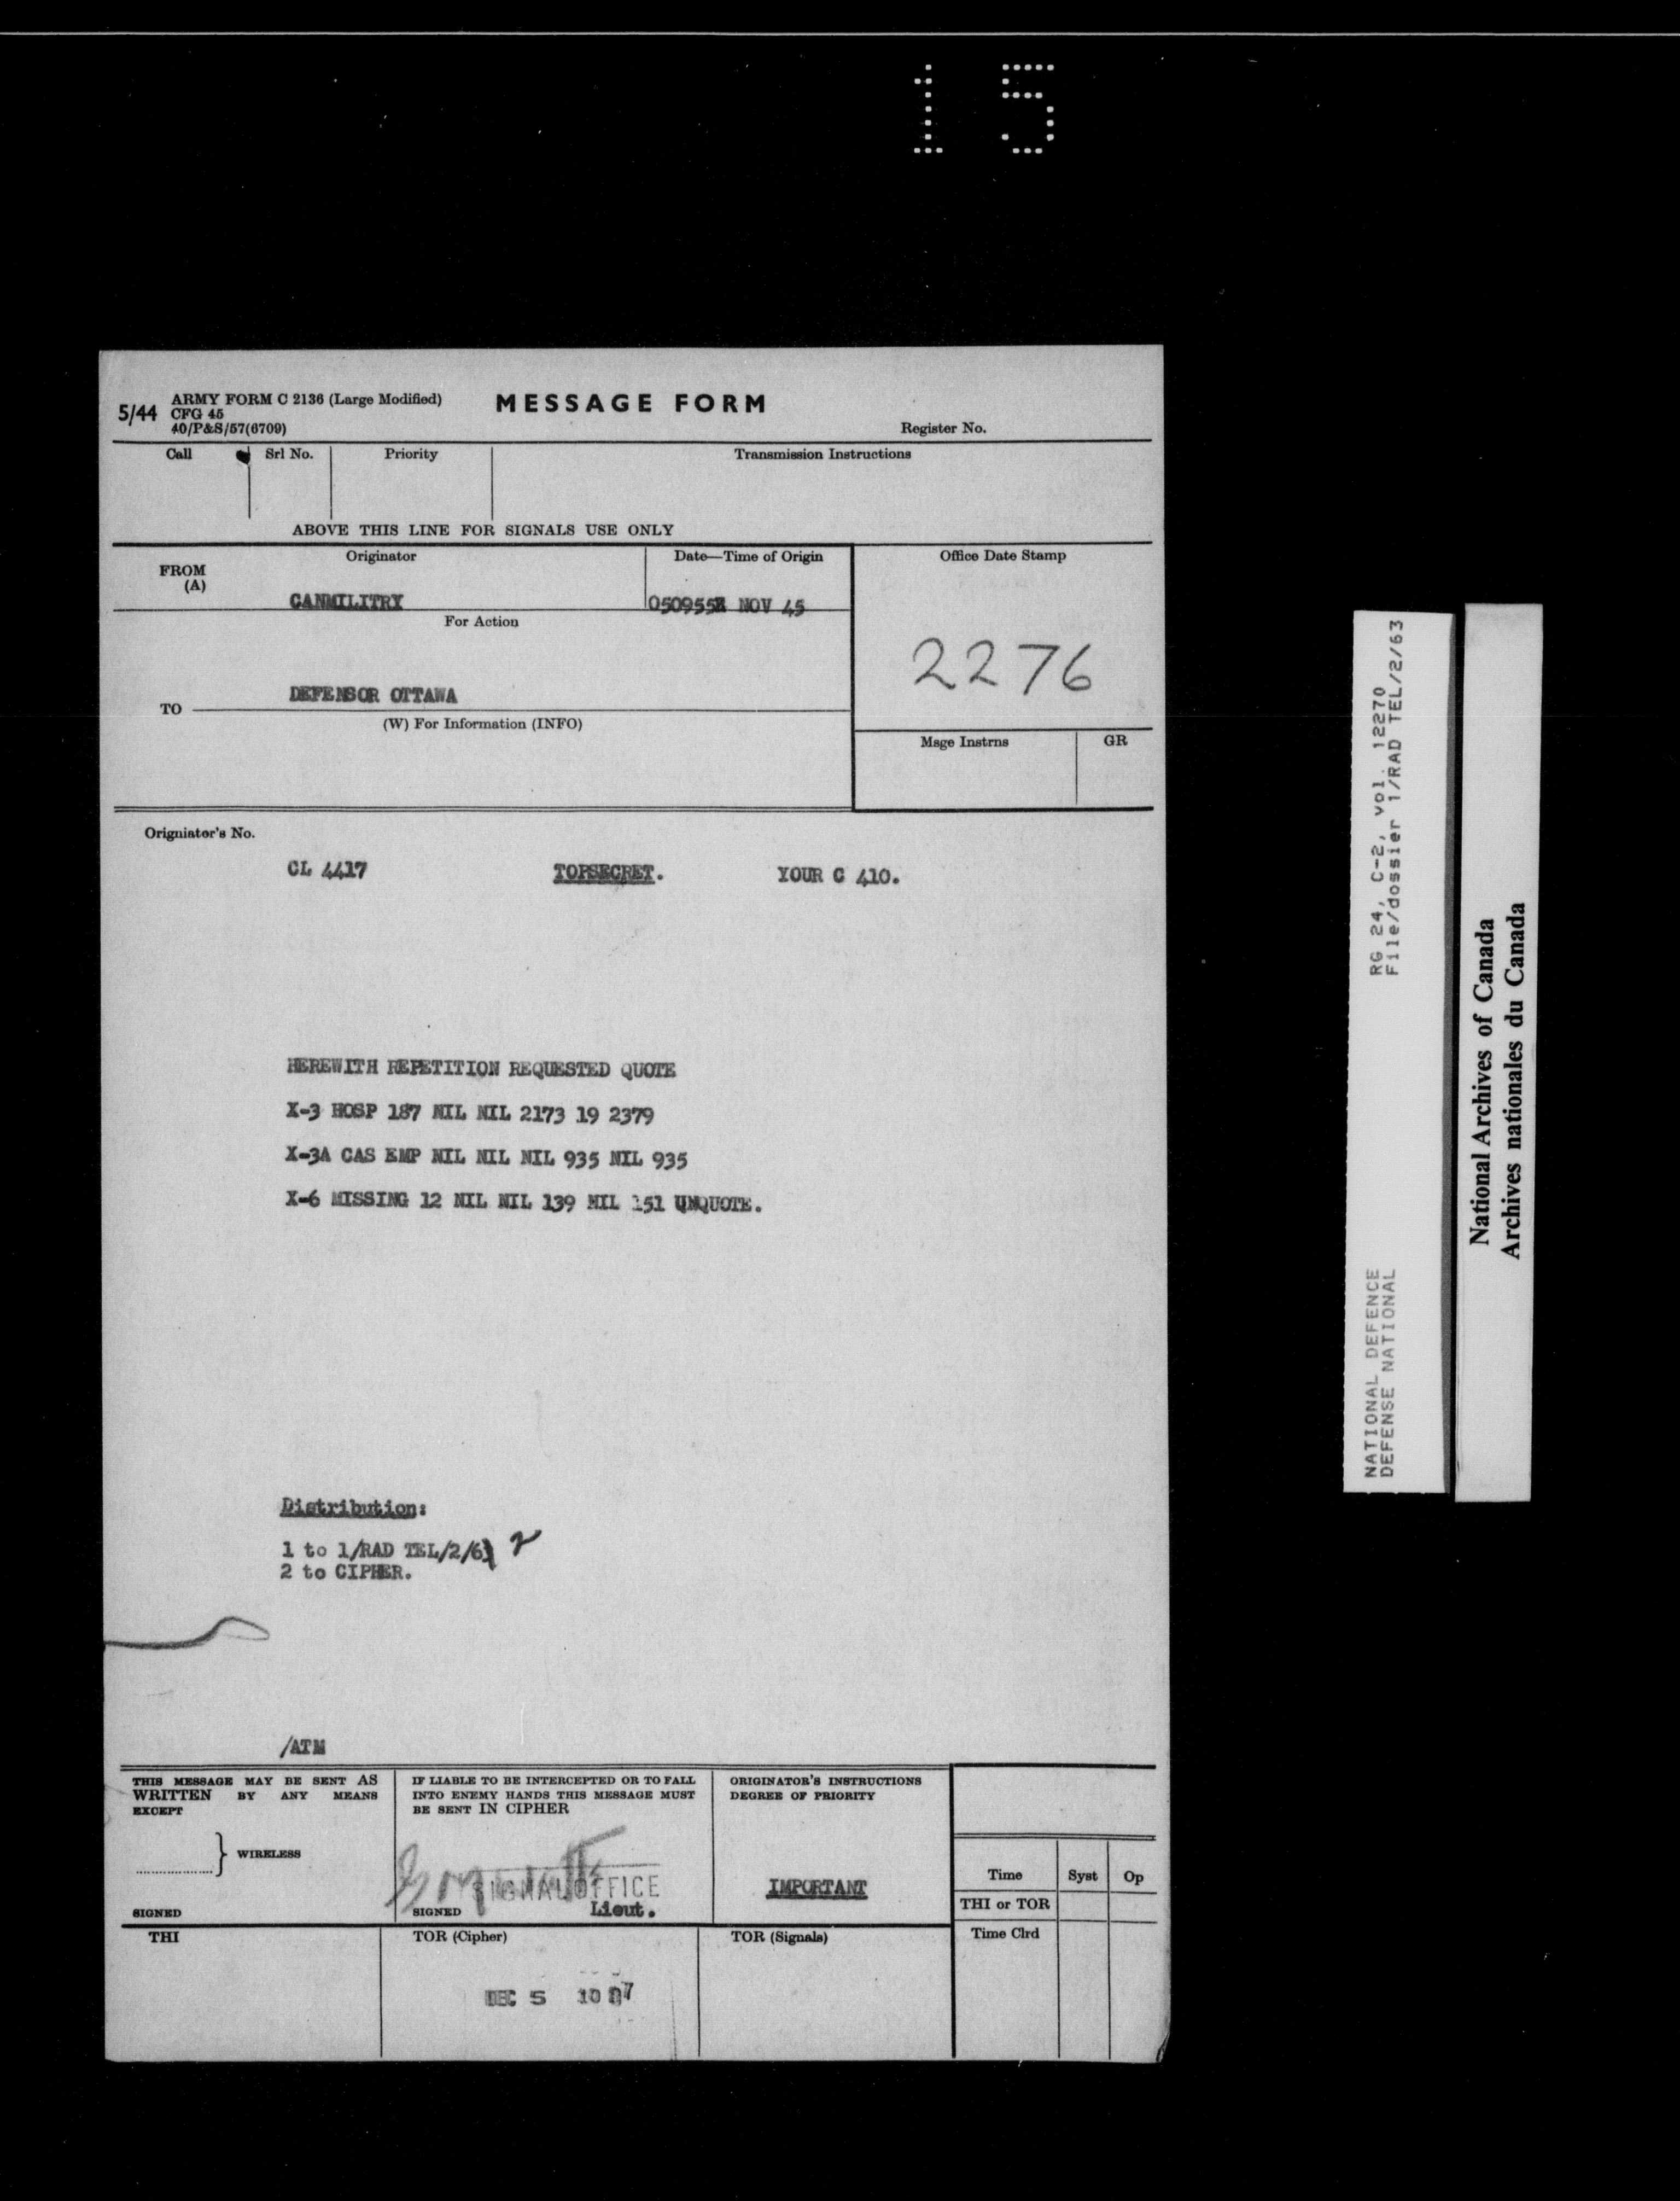 15
5/44 ARMY FORM C 2136 (Large Modified)
CFG 45
40/P&S/57(6709)
MESSAGE FORM
Register No.
Call Srl No. Priority Transmission Instructions
ABOVE THIS LINE FOR SIGNALS USE ONLY
FROM
(A)
Originator
CANMILITRY
Date—Time of Origin
050955Z NOV 45
Office Date Stamp
2276
For Action
TO DEFENSOR OTTAWA
(W) For Information (INFO)
Msge Instrns GR
Origniator's No.
CL 4417 TOPSECRET. YOUR C 410.
HEREWITH REPETITION REQUESTED QUOTE
X-3 HOSP 187 NIL NIL 2173 19 2379
X-3A CAS EMP NIL NIL NIL 935 NIL 935
X-6 MISSING 12 NIL NIL 139 NIL 151 UNQUOTE.
Distribution:
1 to 1/RAD TEL/2/63
2 to CIPHER.
/ATM
THIS MESSAGE MAY BE SENT AS
WRITTEN BY ANY MEANS
EXCEPT
WIRELESS
SIGNED
IF LIABLE TO BE INTERCEPTED OR TO FALL
INTO ENEMY HANDS THIS MESSAGE MUST
BE SENT IN CIPHER
SIGNAL OFFICE
SIGNED Lieut.
ORIGINATOR'S INSTRUCTIONS
DEGREE OF PRIORITY
IMPORTANT
Time Syst Op
THI or TOR
Time Clrd
THI
TOR (Cipher)
DEC 5 10 07
TOR (Signals)
RG 24, C-2, vol. 12270
File/dossier 1/RAD TEL/2/63
NATIONAL DEFENCE
DEFENSE NATIONAL
National Archives of Canada
Archives nationales du Canada